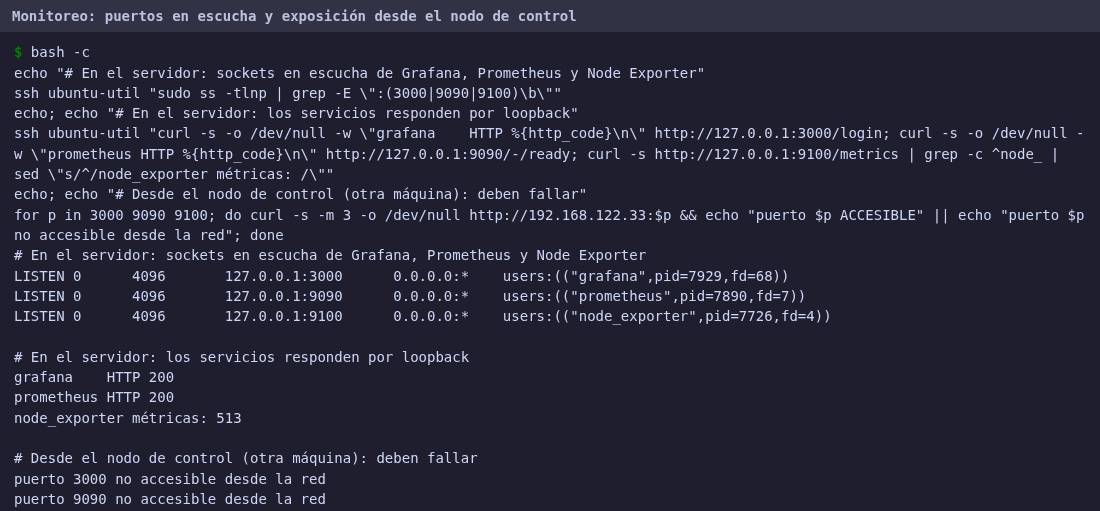 Monitoreo: puertos en escucha y exposición desde el nodo de control
$ bash -c
echo "# En el servidor: sockets en escucha de Grafana, Prometheus y Node Exporter"
ssh ubuntu-util "sudo ss -tlnp | grep -E \":(3000|9090|9100)\b\""
echo; echo "# En el servidor: los servicios responden por loopback"
ssh ubuntu-util "curl -s -o /dev/null -w \"grafana    HTTP %{http_code}\n\" http://127.0.0.1:3000/login; curl -s -o /dev/null -
w \"prometheus HTTP %{http_code}\n\" http://127.0.0.1:9090/-/ready; curl -s http://127.0.0.1:9100/metrics | grep -c ^node_ |
sed \"s/^/node_exporter métricas: /\""
echo; echo "# Desde el nodo de control (otra máquina): deben fallar"
for p in 3000 9090 9100; do curl -s -m 3 -o /dev/null http://192.168.122.33:$p && echo "puerto $p ACCESIBLE" || echo "puerto $p
no accesible desde la red"; done
# En el servidor: sockets en escucha de Grafana, Prometheus y Node Exporter
LISTEN 0      4096       127.0.0.1:3000      0.0.0.0:*    users:(("grafana",pid=7929,fd=68))
LISTEN 0      4096       127.0.0.1:9090      0.0.0.0:*    users:(("prometheus",pid=7890,fd=7))
LISTEN 0      4096       127.0.0.1:9100      0.0.0.0:*    users:(("node_exporter",pid=7726,fd=4))
# En el servidor: los servicios responden por loopback
grafana    HTTP 200
prometheus HTTP 200
node_exporter métricas: 513
# Desde el nodo de control (otra máquina): deben fallar
puerto 3000 no accesible desde la red
puerto 9090 no accesible desde la red